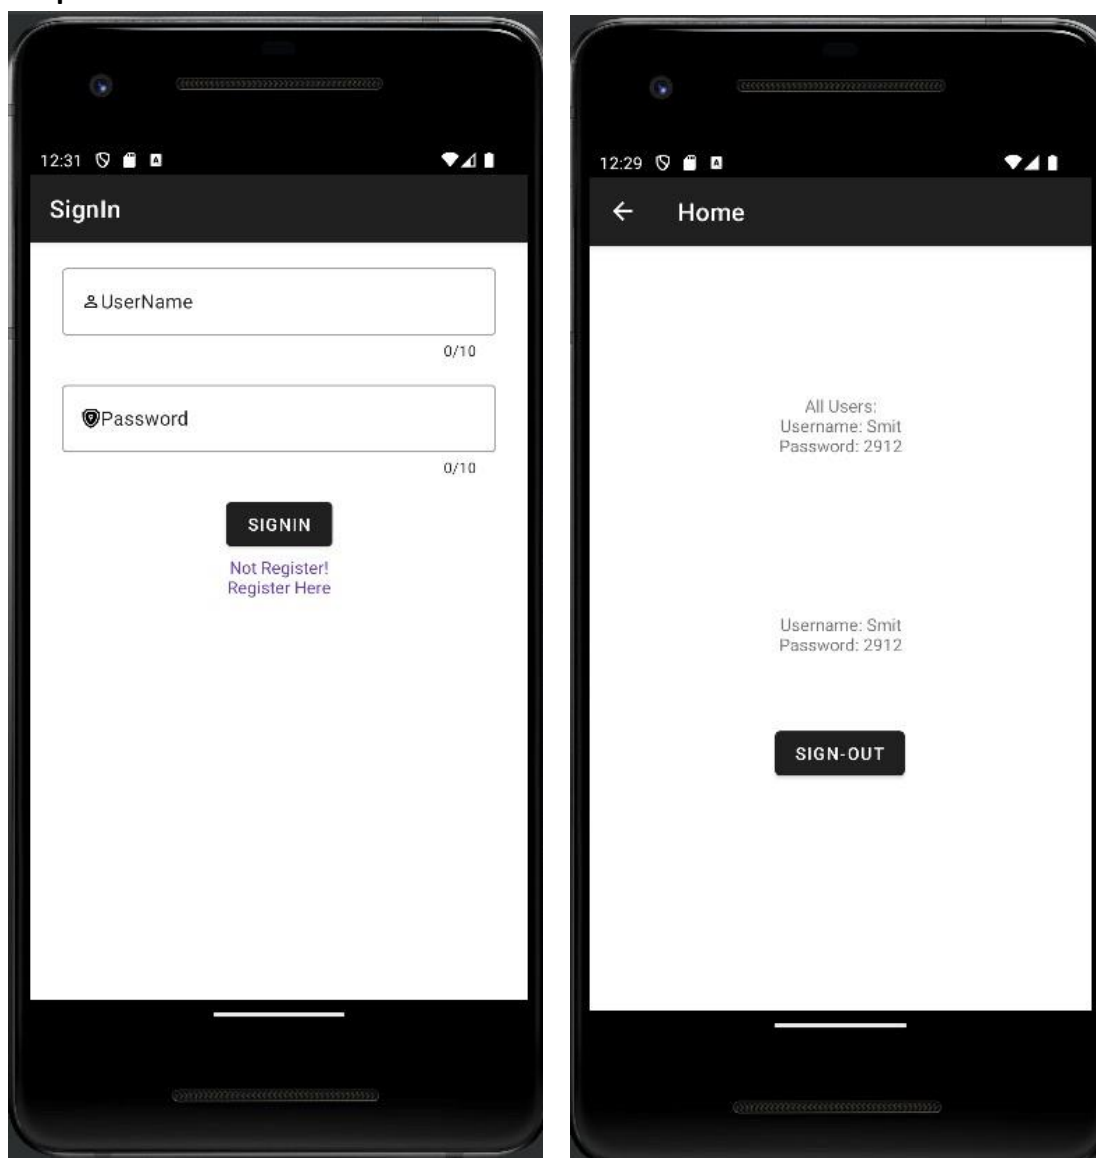 12:31
SignIn
UserName
0/10
Password
0/10
SIGNIN
Not Register!
Register Here
12:29
Home
All Users:
Username: Smit
Password: 2912
Username: Smit
Password: 2912
SIGN-OUT